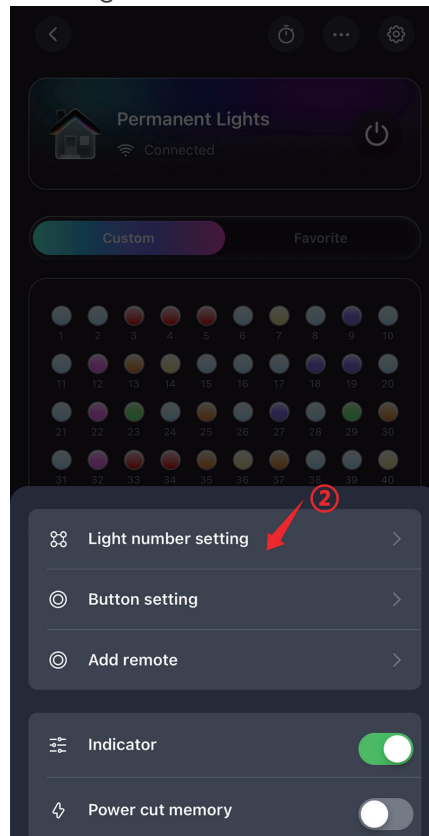 Permanent Lights
Connected
Custom Favorite
1 2 3 4 5 6 7 8 9 10
11 12 13 14 15 16 17 18 19 20
21 22 23 24 25 26 27 28 29 30
31 32 33 34 35 36 37 38 39 40
②
Light number setting
Button setting
Add remote
Indicator
Power cut memory